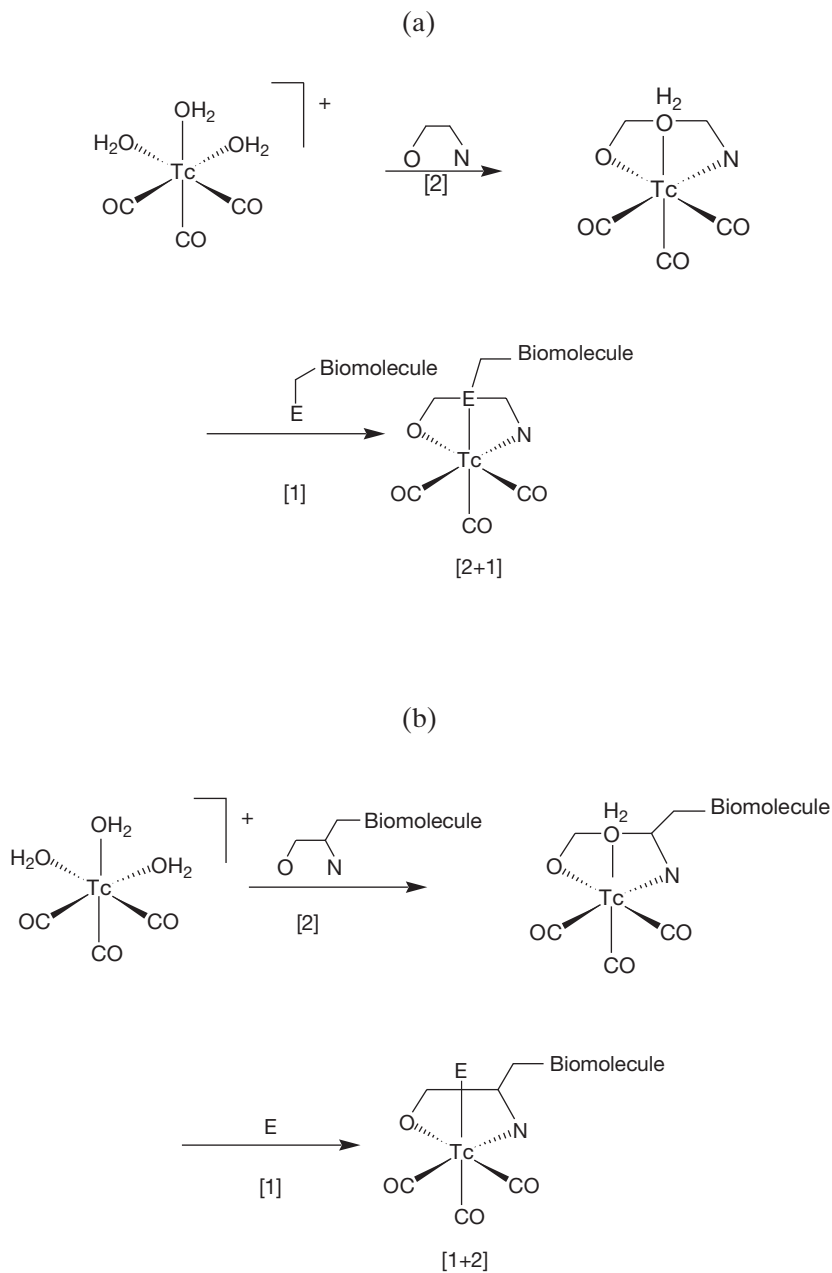 (a)
OH2
+
H2O
OH2
Tc
OC
CO
CO
O
N
[2]
H2
O
O
N
Tc
OC
CO
CO
Biomolecule
E
[1]
Biomolecule
E
O
N
Tc
OC
CO
CO
[2+1]
(b)
+
OH2
H2O
OH2
Tc
OC
CO
CO
Biomolecule
O
N
[2]
Biomolecule
H2
O
O
N
Tc
OC
CO
CO
E
[1]
Biomolecule
E
O
N
Tc
OC
CO
CO
[1+2]